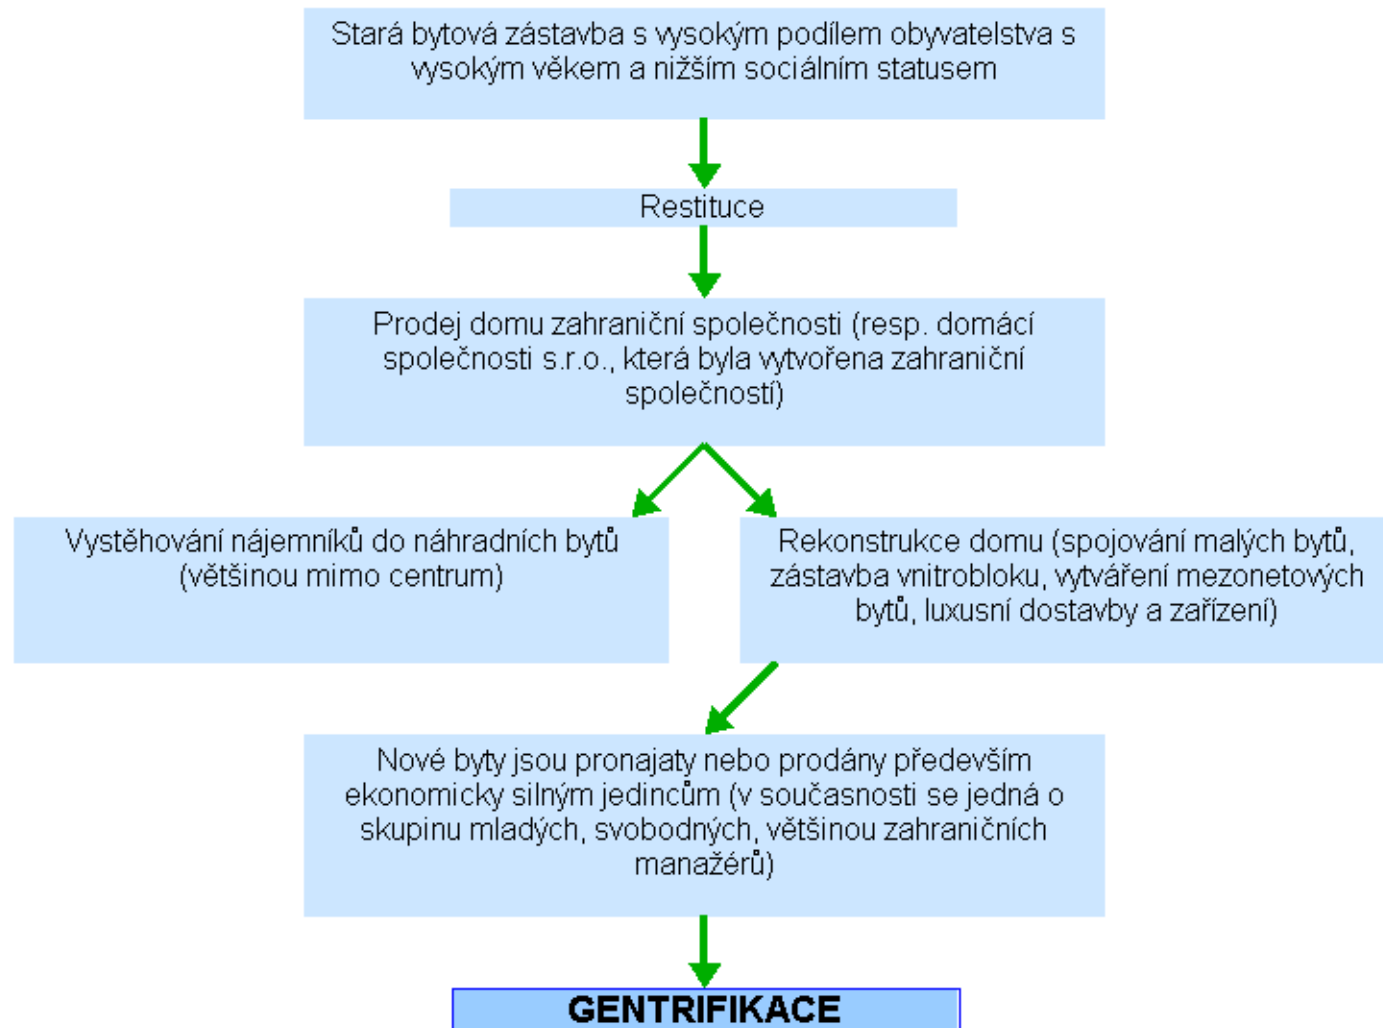 Stará bytová zástavba s vysokým podílem obyvatelstva s
vysokým věkem a nižším sociálním statusem
Restituce
Prodej domu zahraniční společnosti (resp. domácí
společnosti s.r.o., která byla vytvořena zahraniční
společností)
Vystěhování nájemníků do náhradních bytů
(většinou mimo centrum)
Rekonstrukce domu (spojování malých bytů,
zástavba vnitrobloku, vytváření mezonetových
bytů, luxusní dostavby a zařízení)
Nové byty jsou pronajaty nebo prodány především
ekonomicky silným jedincům (v současnosti se jedná o
skupinu mladých, svobodných, většinou zahraničních
manažérů)
GENTRIFIKACE